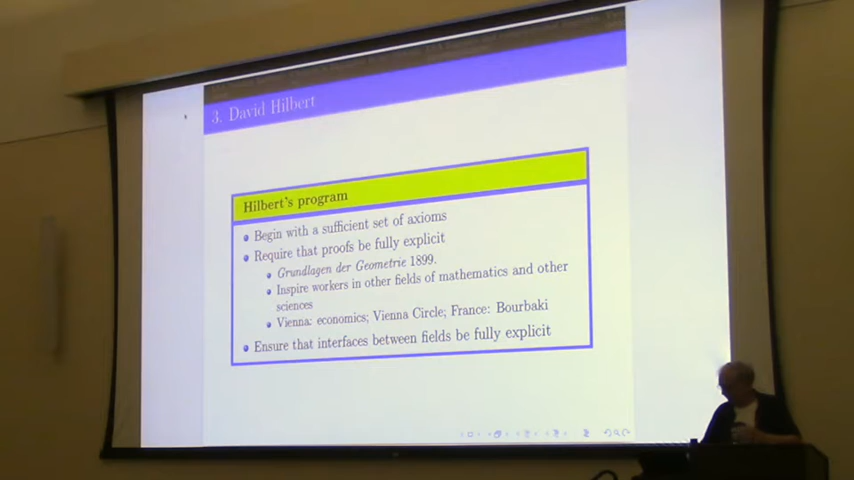 3. David Hilbert
Hilbert's program
Begin with a sufficient set of axioms
Require that proofs be fully explicit
Grundlagen der Geometrie 1899.
Inspire workers in other fields of mathematics and other
sciences
Vienna: economics; Vienna Circle; France: Bourbaki
Ensure that interfaces between fields be fully explicit